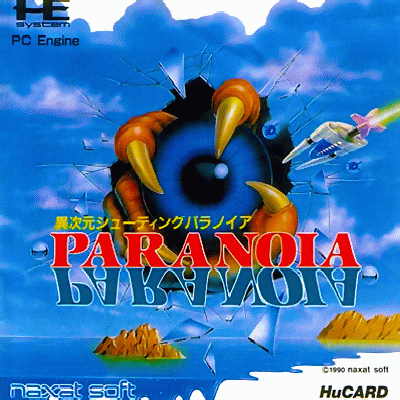 PE
system
PC Engine
異次元シューティングパラノイア
PARANOIA
PARANOIA
©1990 naxat soft
naxat soft
HuCARD